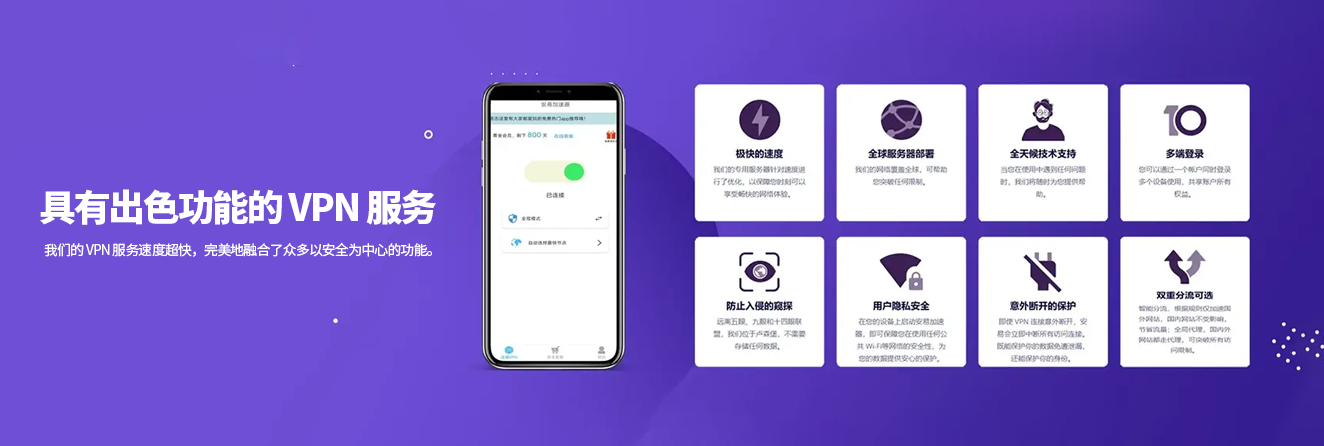 具有出色功能的 VPN 服务
我们的 VPN 服务速度超快，完美地融合了众多以安全为中心的功能。
安易加速器
800 天
已连接
全局模式
自动选择最快节点
极快的速度
我们的专用服务器针对速度进
行了优化，以保障您时刻可以
享受畅快的网络体验。
全球服务器部署
我们的网络覆盖全球，可帮助
您突破任何限制。
全天候技术支持
当您在使用中遇到任何问题
时，我们将随时为您提供帮
助。
10
多端登录
您可以通过一个帐户同时登录
多个设备使用，共享账户所有
权益。
防止入侵的窥探
远离五眼，九眼和十四眼联
盟，我们位于卢森堡，不需要
存储任何数据。
用户隐私安全
在您的设备上启动安易加速
器，即可保障您在使用任何公
共 Wi-Fi等网络的安全性，为
您的数据提供安心的保护。
意外断开的保护
即使 VPN 连接意外断开，安
易会立即中断所有访问连接。
既能保护你的数据免遭泄漏，
还能保护你的身份。
双重分流可选
智能分流，根据规则仅加速国
外网站，国内网站不受影响，
节省流量；全局代理，国内外
网站都走代理，可突破所有访
问限制。